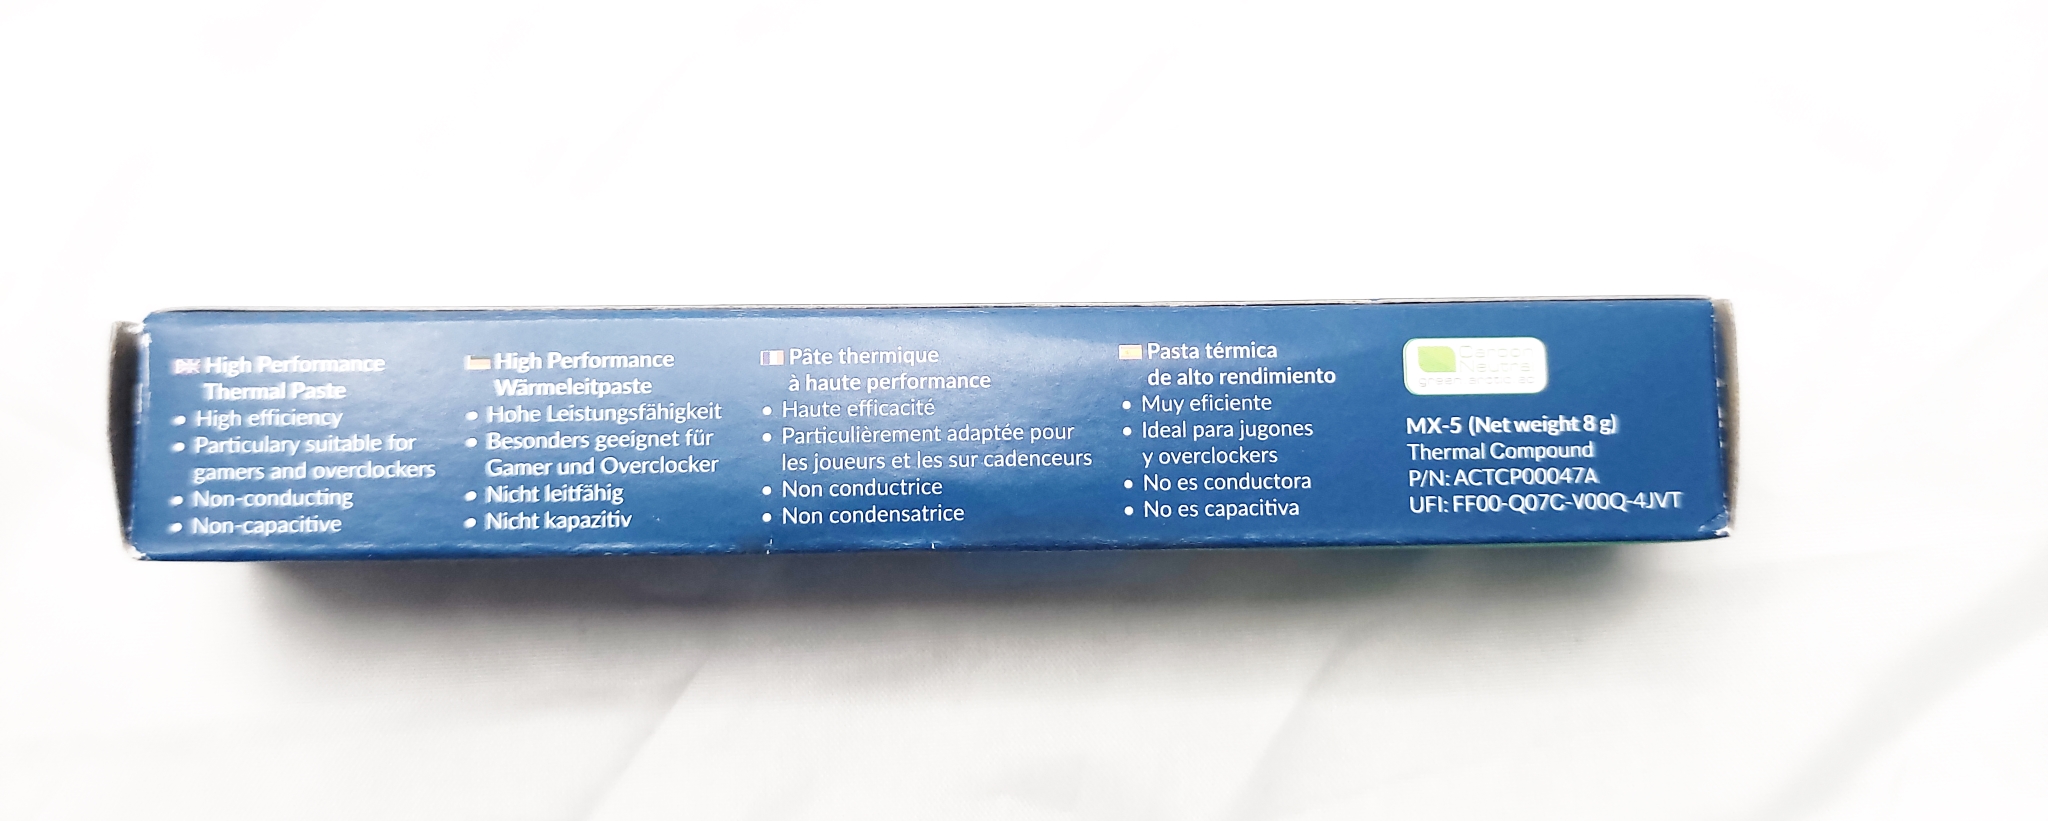 High Performance
Thermal Paste
• High efficiency
• Particulary suitable for
gamers and overclockers
• Non-conducting
• Non-capacitive
High Performance
Wärmeleitpaste
• Hohe Leistungsfähigkeit
• Besonders geeignet für
Gamer und Overclocker
• Nicht leitfähig
• Nicht kapazitiv
Pâte thermique
à haute performance
• Haute efficacité
• Particulièrement adaptée pour
les joueurs et les sur cadenceurs
• Non conductrice
• Non condensatrice
Pasta térmica
de alto rendimiento
• Muy eficiente
• Ideal para jugones
y overclockers
• No es conductora
• No es capacitiva
MX-5 (Net weight 8 g)
Thermal Compound
P/N: ACTCP00047A
UFI: FF00-Q07C-V00Q-4JVT